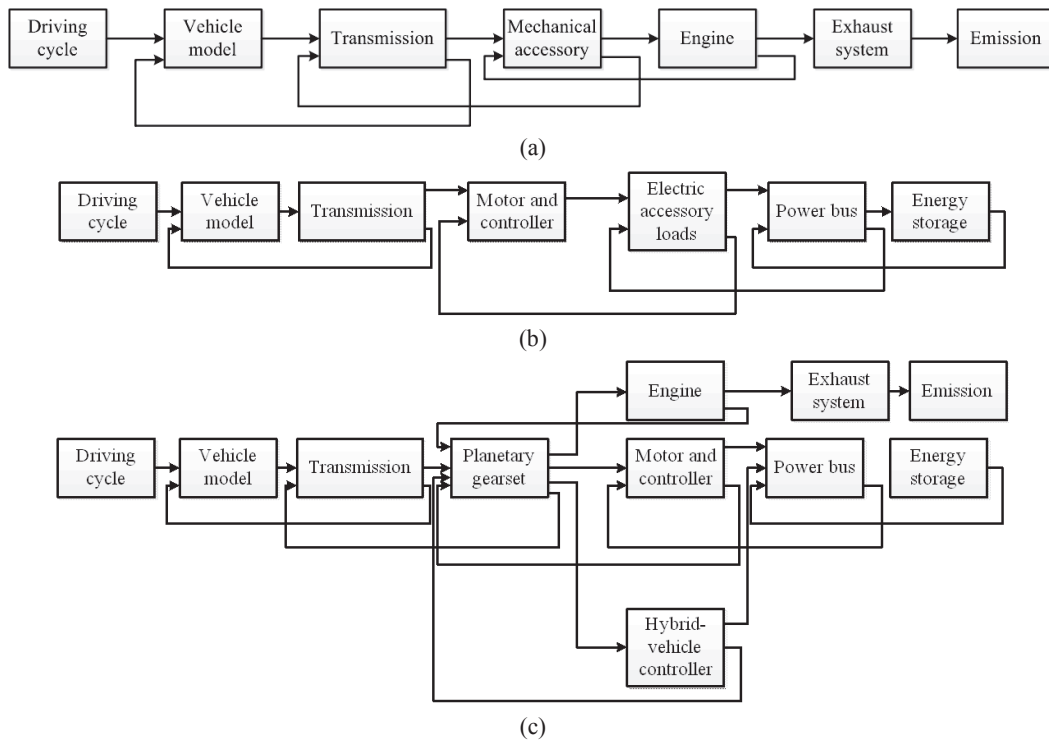 Driving
cycle
Vehicle
model
Transmission
Mechanical
accessory
Engine
Exhaust
system
Emission
(a)
Driving
cycle
Vehicle
model
Transmission
Motor and
controller
Electric
accessory
loads
Power bus
Energy
storage
(b)
Engine
Exhaust
system
Emission
Driving
cycle
Vehicle
model
Transmission
Planetary
gearset
Motor and
controller
Power bus
Energy
storage
Hybrid-
vehicle
controller
(c)